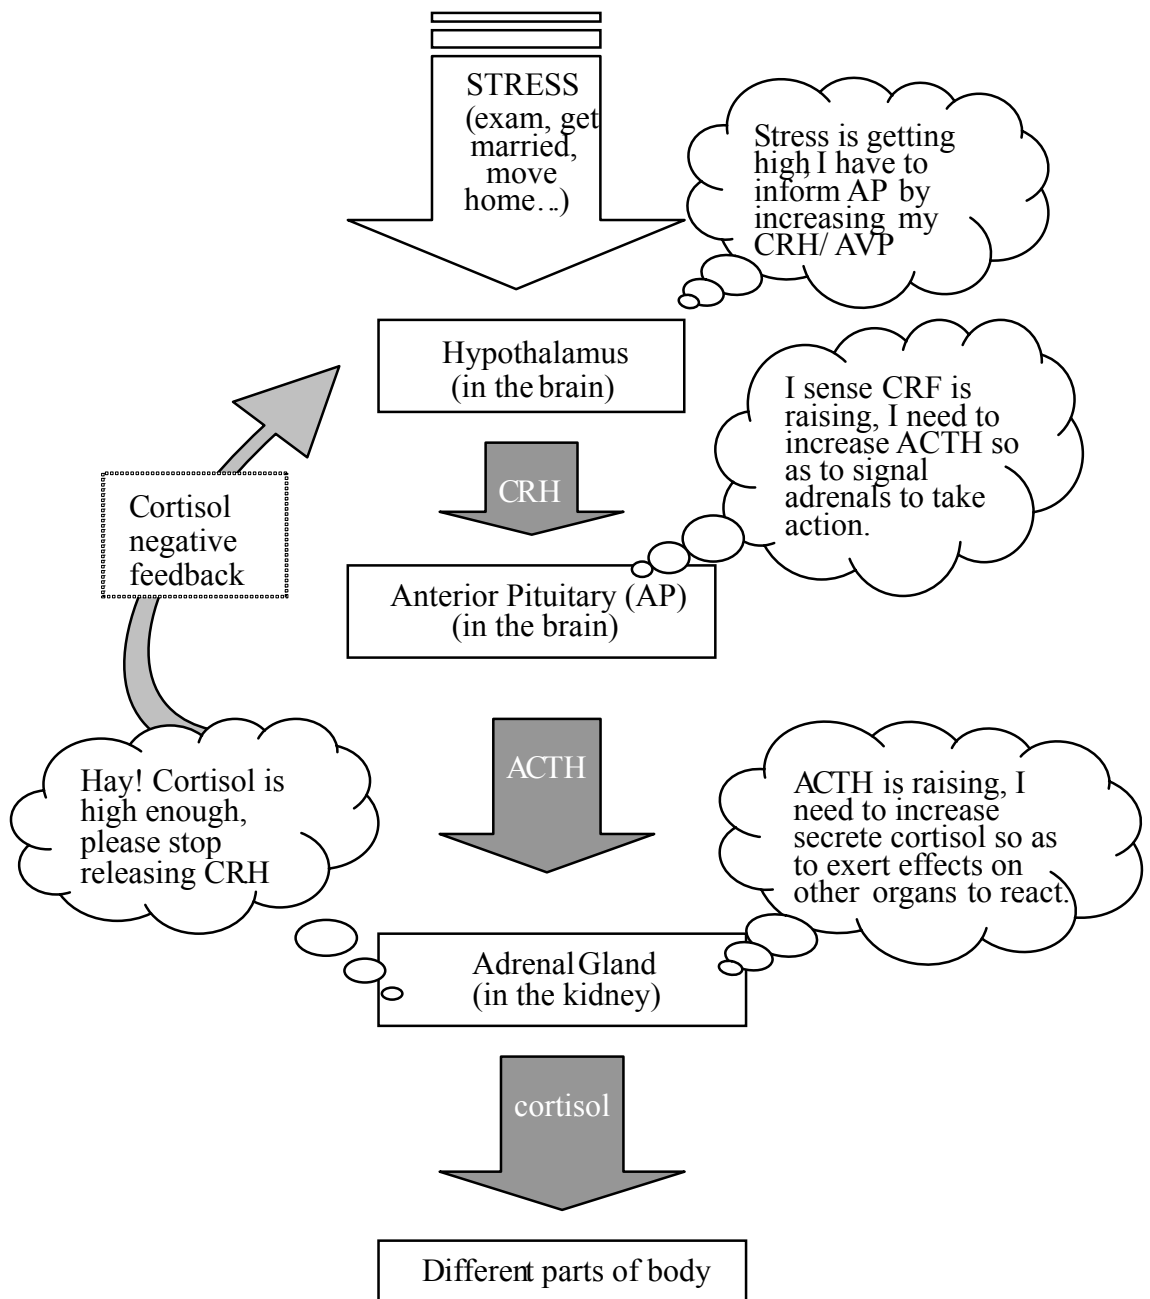 STRESS
(exam, get
married,
move
home...)
Stress is getting
high, I have to
inform AP by
increasing my
CRH/ AVP
Hypothalamus
(in the brain)
I sense CRF is
raising, I need to
increase ACTH so
as to signal
adrenals to take
action.
CRH
Cortisol
negative
feedback
Anterior Pituitary (AP)
(in the brain)
ACTH
Hay! Cortisol is
high enough,
please stop
releasing CRH
ACTH is raising, I
need to increase
secrete cortisol so as
to exert effects on
other organs to react.
Adrenal Gland
(in the kidney)
cortisol
Different parts of body